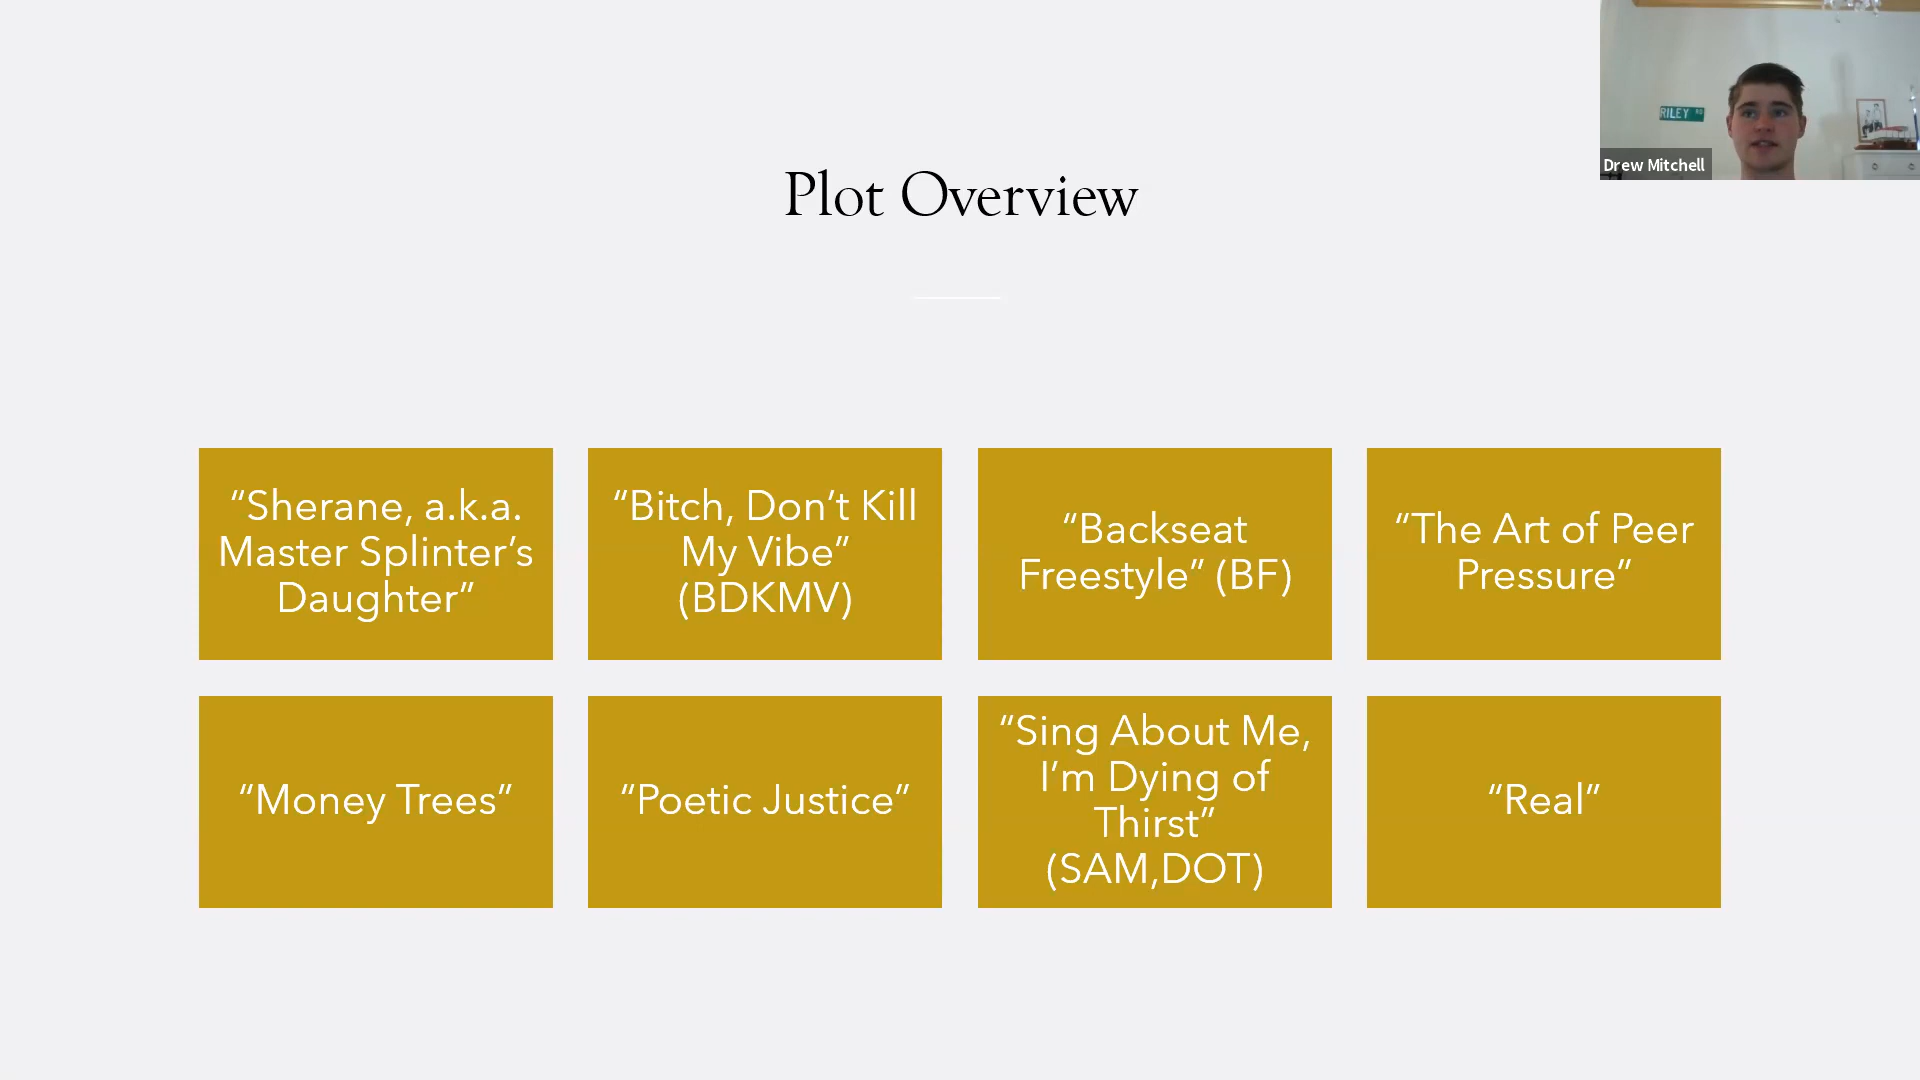 RILEY RD
Drew Mitchell
Plot Overview
“Sherane, a.k.a.
Master Splinter’s
Daughter”
“Bitch, Don’t Kill
My Vibe”
(BDKMV)
“Backseat
Freestyle” (BF)
“The Art of Peer
Pressure”
“Money Trees”
“Poetic Justice”
“Sing About Me,
I’m Dying of
Thirst”
(SAM,DOT)
“Real”